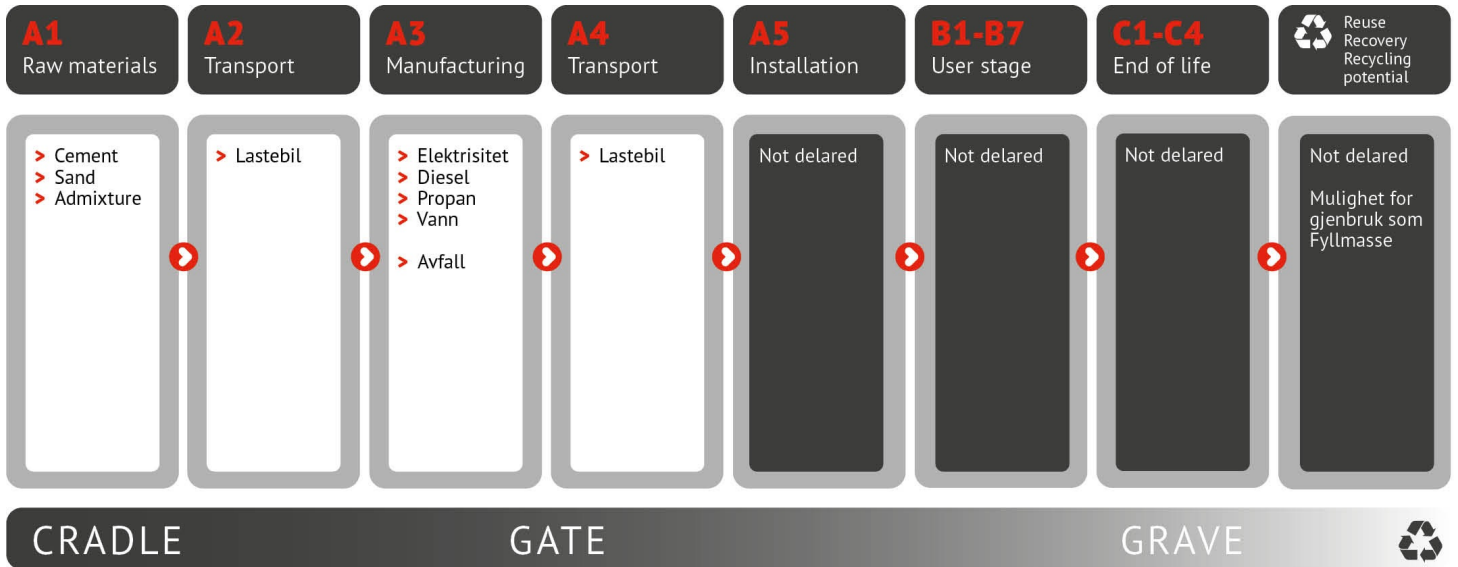 A1
Raw materials
A2
Transport
A3
Manufacturing
A4
Transport
A5
Installation
B1-B7
User stage
C1-C4
End of life
Reuse
Recovery
Recycling
potential
> Cement
> Sand
> Admixture
> Lastebil
> Elektrisitet
> Diesel
> Propan
> Vann
> Avfall
> Lastebil
Not delared
Not delared
Not delared
Not delared
Mulighet for
gjenbruk som
Fyllmasse
CRADLE
GATE
GRAVE